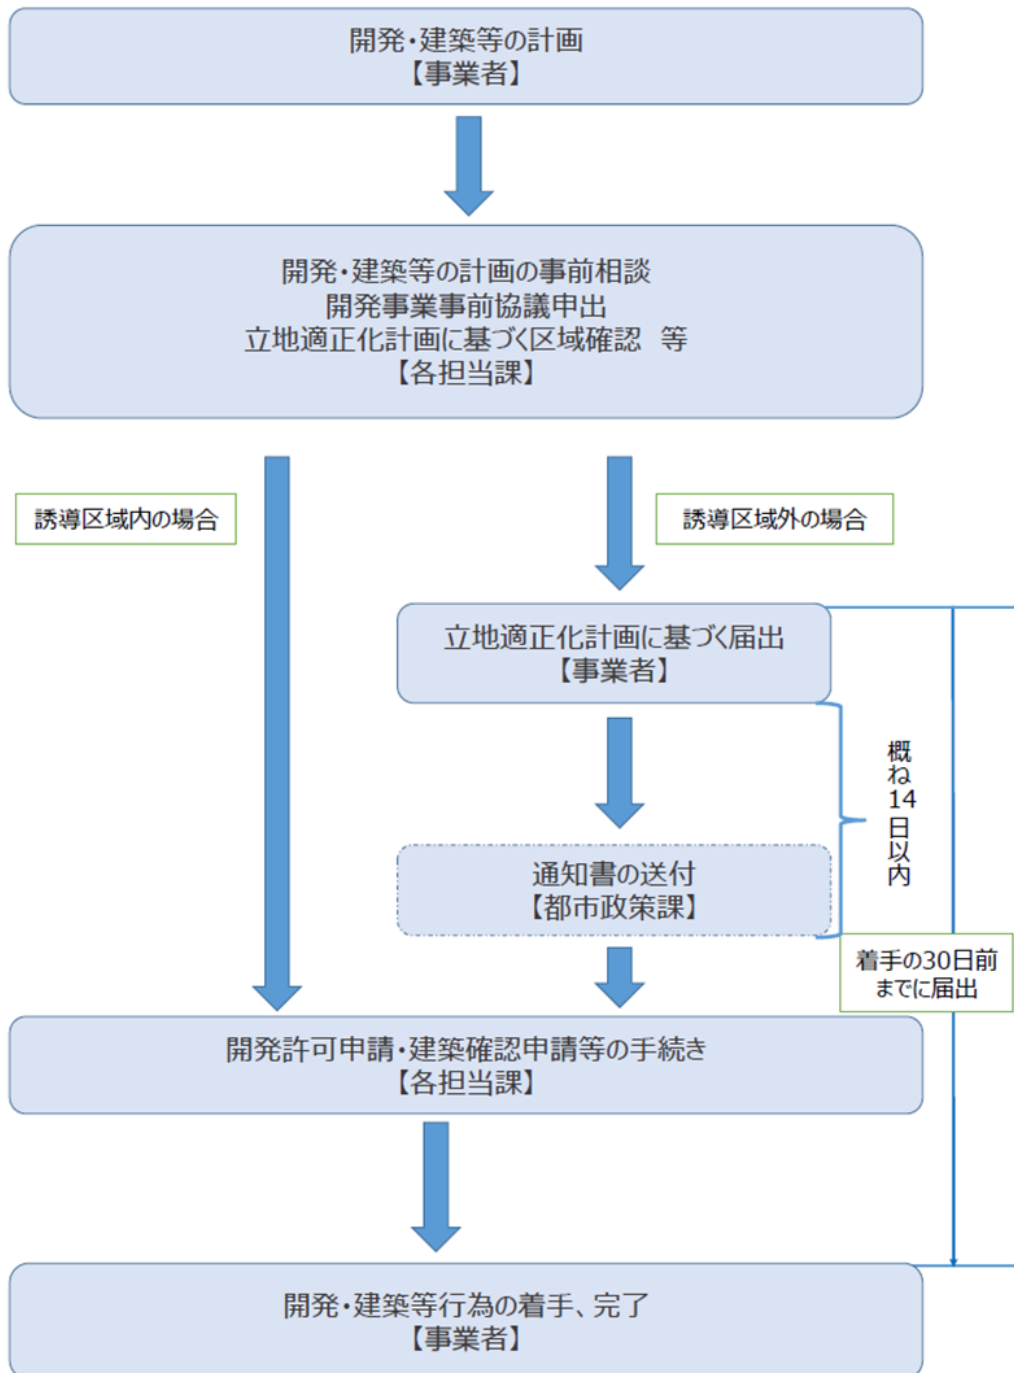 開発・建築等の計画
【事業者】
開発・建築等の計画の事前相談
開発事業事前協議申出
立地適正化計画に基づく区域確認　等
【各担当課】
誘導区域内の場合
誘導区域外の場合
立地適正化計画に基づく届出
【事業者】
概ね14日以内
通知書の送付
【都市政策課】
着手の30日前
までに届出
開発許可申請・建築確認申請等の手続き
【各担当課】
開発・建築等行為の着手、完了
【事業者】